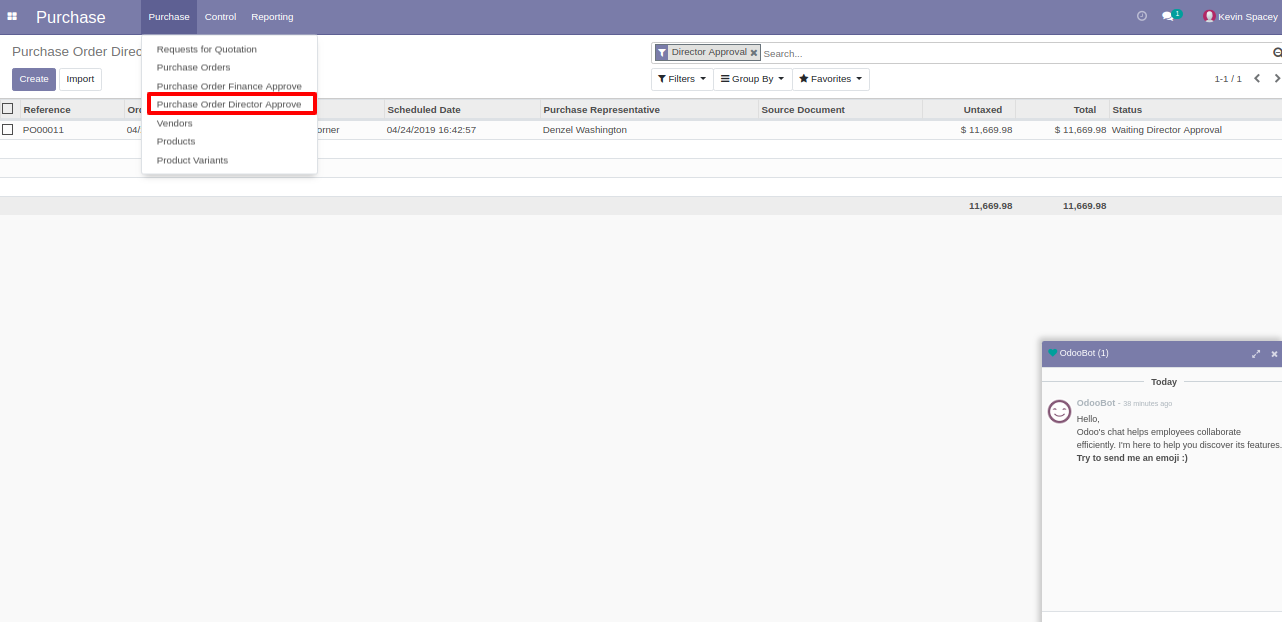 Purchase
Purchase Control Reporting
1
Kevin Spacey
Purchase Order Direc
Director Approval
Search...
Create Import
Filters Group By Favorites
1-1 / 1
Requests for Quotation
Purchase Orders
Purchase Order Finance Approve
Purchase Order Director Approve
Vendors
Products
Product Variants
Reference Scheduled Date Purchase Representative Source Document Untaxed Total Status
PO00011 04/ orner 04/24/2019 16:42:57 Denzel Washington $ 11,669.98 $ 11,669.98 Waiting Director Approval
11,669.98 11,669.98
OdooBot (1)
Today
OdooBot - 38 minutes ago
Hello,
Odoo's chat helps employees collaborate
efficiently. I'm here to help you discover its features.
Try to send me an emoji :)